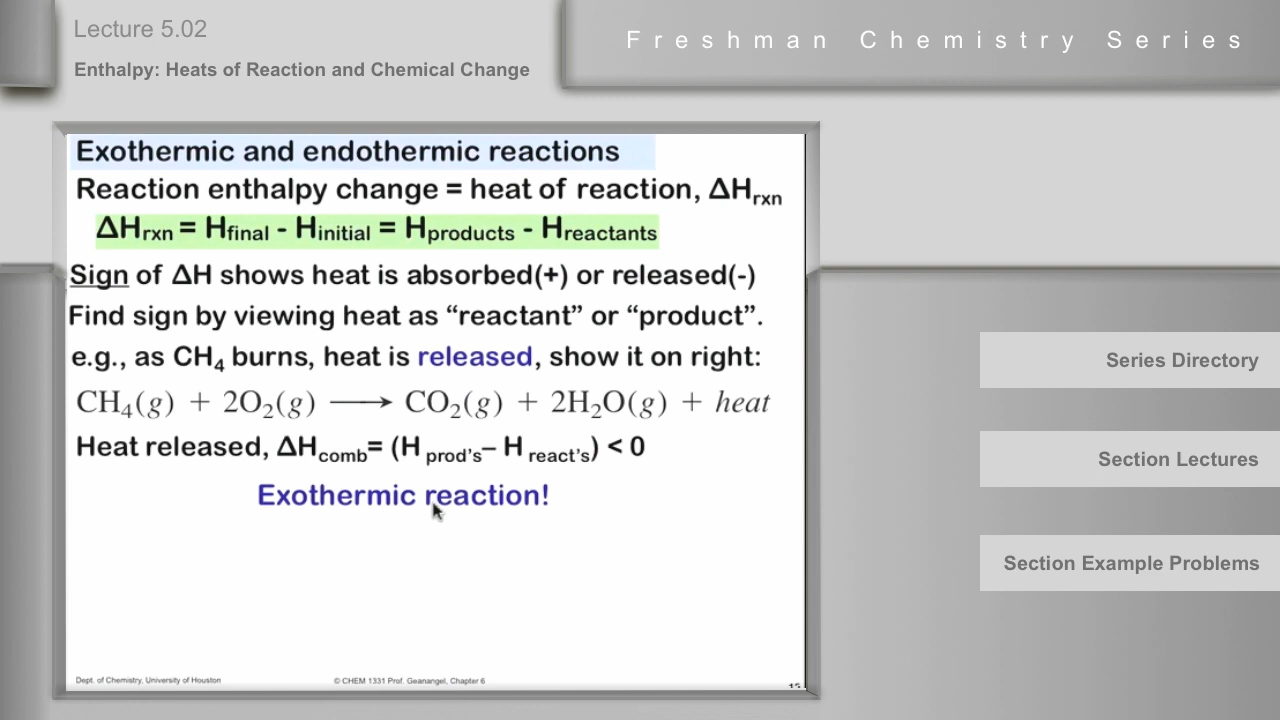 Lecture 5.02
Freshman Chemistry Series
Enthalpy: Heats of Reaction and Chemical Change
Exothermic and endothermic reactions
Reaction enthalpy change = heat of reaction, ΔHrxn
ΔHrxn = Hfinal - Hinitial = Hproducts - Hreactants
Sign of ΔH shows heat is absorbed(+) or released(-)
Find sign by viewing heat as “reactant” or “product”.
e.g., as CH4 burns, heat is released, show it on right:
CH4(g) + 2O2(g) ⟶ CO2(g) + 2H2O(g) + heat
Heat released, ΔHcomb= (H prod’s– H react’s) < 0
Exothermic reaction!
Series Directory
Section Lectures
Section Example Problems
Dept. of Chemistry, University of Houston
© CHEM 1331 Prof. Geanangel, Chapter 6